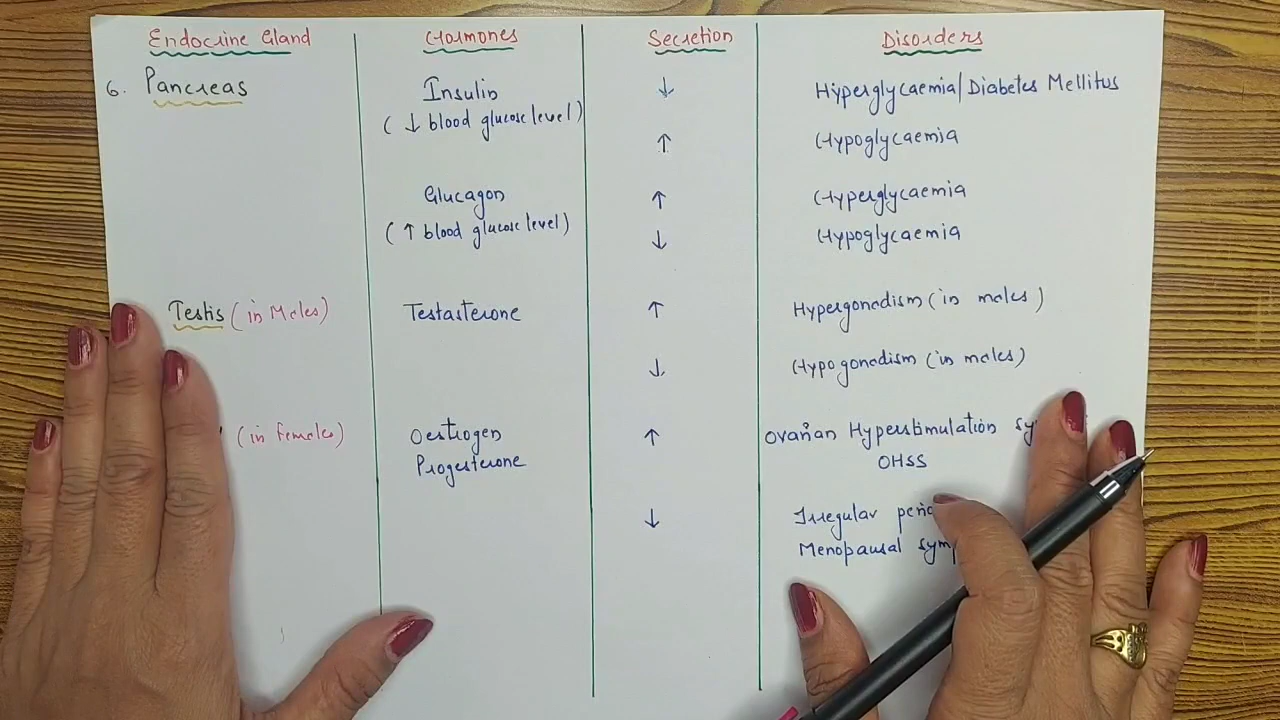 Endocrine Gland Hormones Secretion Disorders
6. Pancreas Insulin ↓ Hyperglycaemia/Diabetes Mellitus
(↓ blood glucose level)
↑ Hypoglycaemia
Glucagon ↑ Hyperglycaemia
(↑ blood glucose level) ↓ Hypoglycaemia
Testis (in Males) Testasterone ↑ Hypergonadism (in males)
↓ Hypogonadism (in males)
(in females) Oestrogen ↑ Ovarian Hyperstimulation
Progesterone OHSS
↓ Irregular
Menopausal